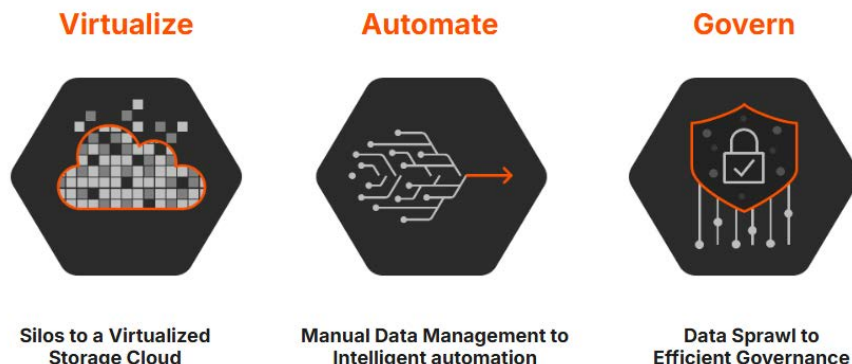 Virtualize
Automate
Govern
Silos to a Virtualized
Storage Cloud
Manual Data Management to
Intelligent automation
Data Sprawl to
Efficient Governance